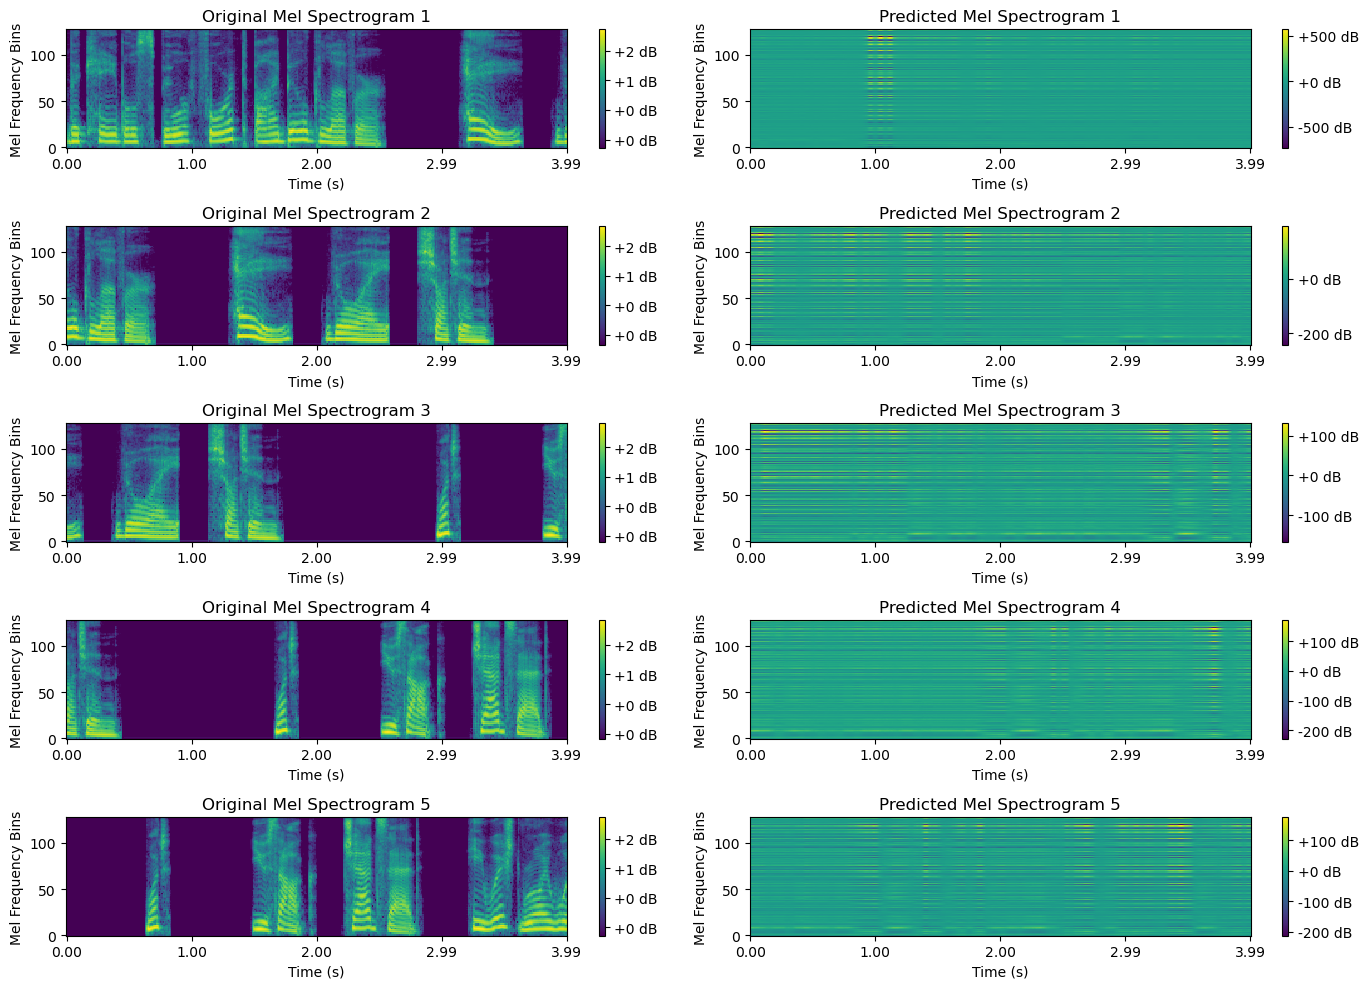 Original Mel Spectrogram 1
Predicted Mel Spectrogram 1
Mel Frequency Bins
100
50
0
0.00 1.00 2.00 2.99 3.99
Time (s)
+2 dB
+1 dB
+0 dB
+0 dB
Mel Frequency Bins
100
50
0
0.00 1.00 2.00 2.99 3.99
Time (s)
+500 dB
+0 dB
-500 dB
Original Mel Spectrogram 2
Predicted Mel Spectrogram 2
Mel Frequency Bins
100
50
0
0.00 1.00 2.00 2.99 3.99
Time (s)
+2 dB
+1 dB
+0 dB
+0 dB
Mel Frequency Bins
100
50
0
0.00 1.00 2.00 2.99 3.99
Time (s)
+0 dB
-200 dB
Original Mel Spectrogram 3
Predicted Mel Spectrogram 3
Mel Frequency Bins
100
50
0
0.00 1.00 2.00 2.99 3.99
Time (s)
+2 dB
+1 dB
+0 dB
+0 dB
Mel Frequency Bins
100
50
0
0.00 1.00 2.00 2.99 3.99
Time (s)
+100 dB
+0 dB
-100 dB
Original Mel Spectrogram 4
Predicted Mel Spectrogram 4
Mel Frequency Bins
100
50
0
0.00 1.00 2.00 2.99 3.99
Time (s)
+2 dB
+1 dB
+0 dB
+0 dB
Mel Frequency Bins
100
50
0
0.00 1.00 2.00 2.99 3.99
Time (s)
+100 dB
+0 dB
-100 dB
-200 dB
Original Mel Spectrogram 5
Predicted Mel Spectrogram 5
Mel Frequency Bins
100
50
0
0.00 1.00 2.00 2.99 3.99
Time (s)
+2 dB
+1 dB
+0 dB
+0 dB
Mel Frequency Bins
100
50
0
0.00 1.00 2.00 2.99 3.99
Time (s)
+100 dB
+0 dB
-100 dB
-200 dB